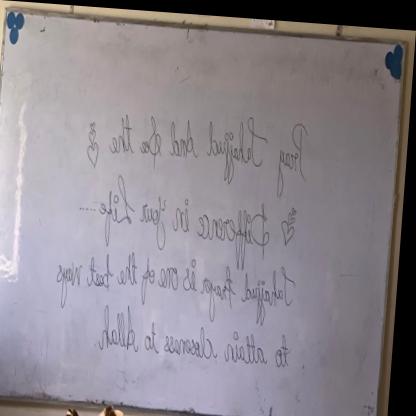 Pray Tahajjud And See the
Difference in Your Life.....
Tahajjud Prayer is one of the best ways
to attain closeness to Allah.